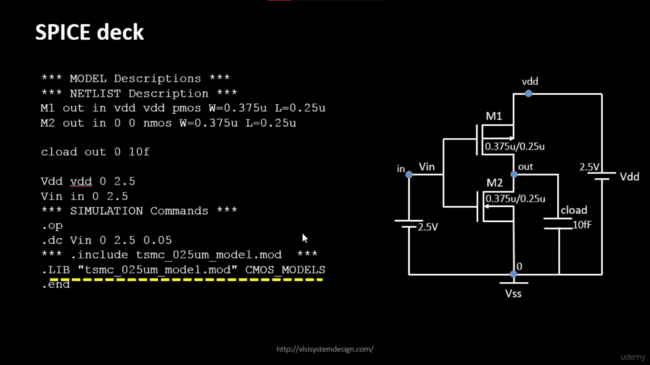 SPICE deck
*** MODEL Descriptions ***
*** NETLIST Description ***
M1 out in vdd vdd pmos W=0.375u L=0.25u
M2 out in 0 0 nmos W=0.375u L=0.25u
cload out 0 10f
Vdd vdd 0 2.5
Vin in 0 2.5
*** SIMULATION Commands ***
.op
.dc Vin 0 2.5 0.05
*** .include tsmc_025um_model.mod ***
.LIB "tsmc_025um_model.mod" CMOS_MODELS
.end
vdd
M1
0.375u/0.25u
in
Vin
out
2.5V
Vdd
M2
0.375u/0.25u
cload
10fF
2.5V
0
Vss
http://vlsisystemdesign.com/
udemy